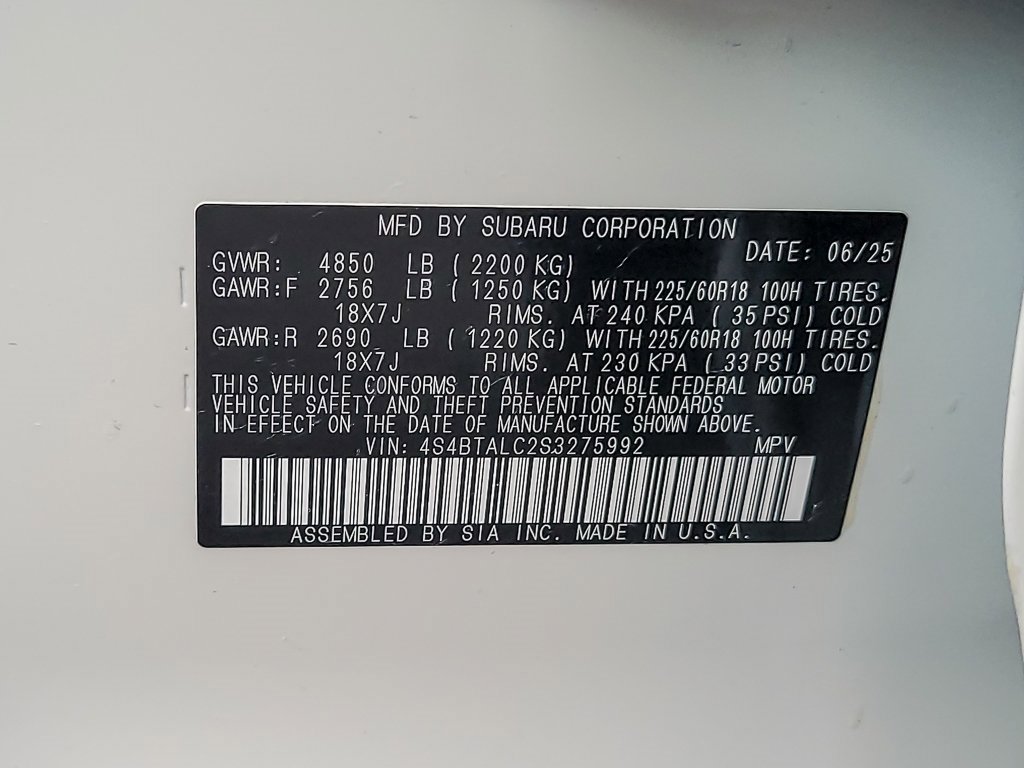 MFD BY SUBARU CORPORATION
DATE: 06/25
GVWR: 4850 LB ( 2200 KG)
GAWR:F 2756 LB ( 1250 KG) WITH 225/60R18 100H TIRES.
18X7J RIMS. AT 240 KPA ( 35 PSI) COLD
GAWR:R 2690 LB ( 1220 KG) WITH 225/60R18 100H TIRES.
18X7J RIMS. AT 230 KPA ( 33 PSI) COLD
THIS VEHICLE CONFORMS TO ALL APPLICABLE FEDERAL MOTOR
VEHICLE SAFETY AND THEFT PREVENTION STANDARDS
IN EFFECT ON THE DATE OF MANUFACTURE SHOWN ABOVE.
VIN: 4S4BTALC2S3275992 MPV
ASSEMBLED BY SIA INC. MADE IN U.S.A.